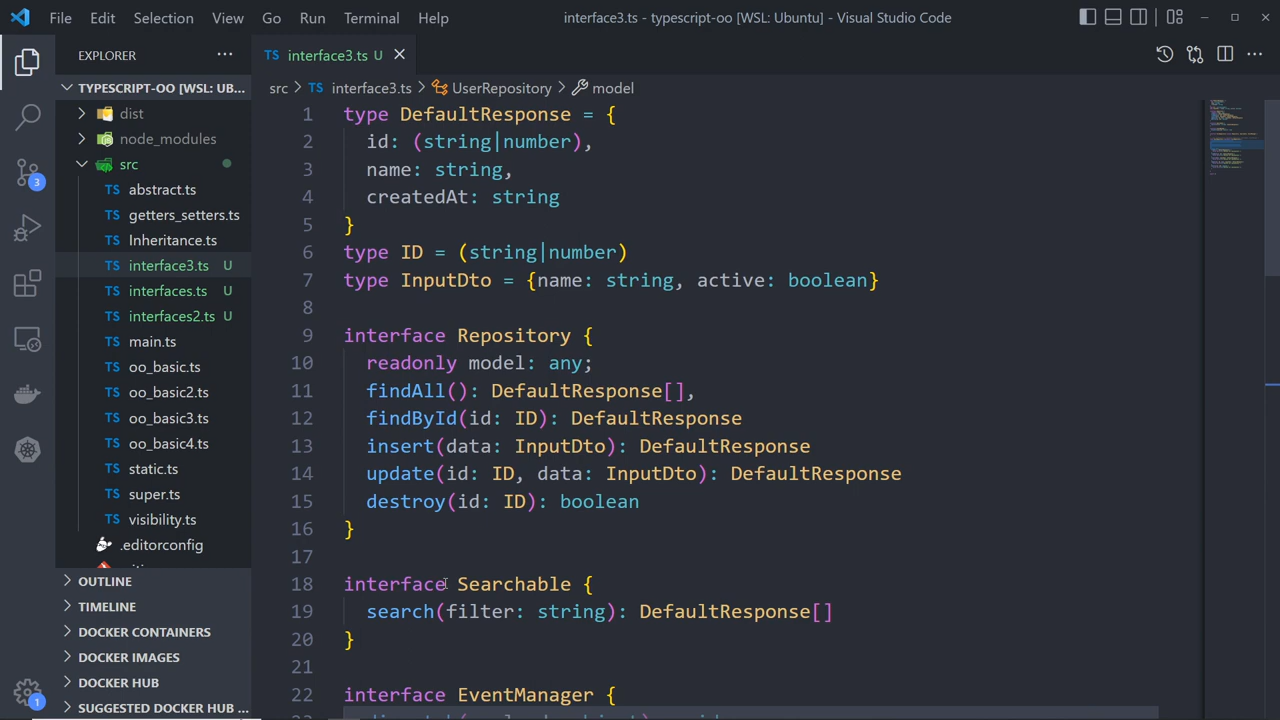 File Edit Selection View Go Run Terminal Help
interface3.ts - typescript-oo [WSL: Ubuntu] - Visual Studio Code
EXPLORER
TYPESCRIPT-OO [WSL: UB...
dist
node_modules
src
TS abstract.ts
TS getters_setters.ts
TS Inheritance.ts
TS interface3.ts U
TS interfaces.ts U
TS interfaces2.ts U
TS main.ts
TS oo_basic.ts
TS oo_basic2.ts
TS oo_basic3.ts
TS oo_basic4.ts
TS static.ts
TS super.ts
TS visibility.ts
.editorconfig
OUTLINE
TIMELINE
DOCKER CONTAINERS
DOCKER IMAGES
DOCKER HUB
SUGGESTED DOCKER HUB ...
3
1
TS interface3.ts U
src > TS interface3.ts > UserRepository > model
1 type DefaultResponse = {
2 id: (string|number),
3 name: string,
4 createdAt: string
5 }
6 type ID = (string|number)
7 type InputDto = {name: string, active: boolean}
8
9 interface Repository {
10 readonly model: any;
11 findAll(): DefaultResponse[],
12 findById(id: ID): DefaultResponse
13 insert(data: InputDto): DefaultResponse
14 update(id: ID, data: InputDto): DefaultResponse
15 destroy(id: ID): boolean
16 }
17
18 interface Searchable {
19 search(filter: string): DefaultResponse[]
20 }
21
22 interface EventManager {